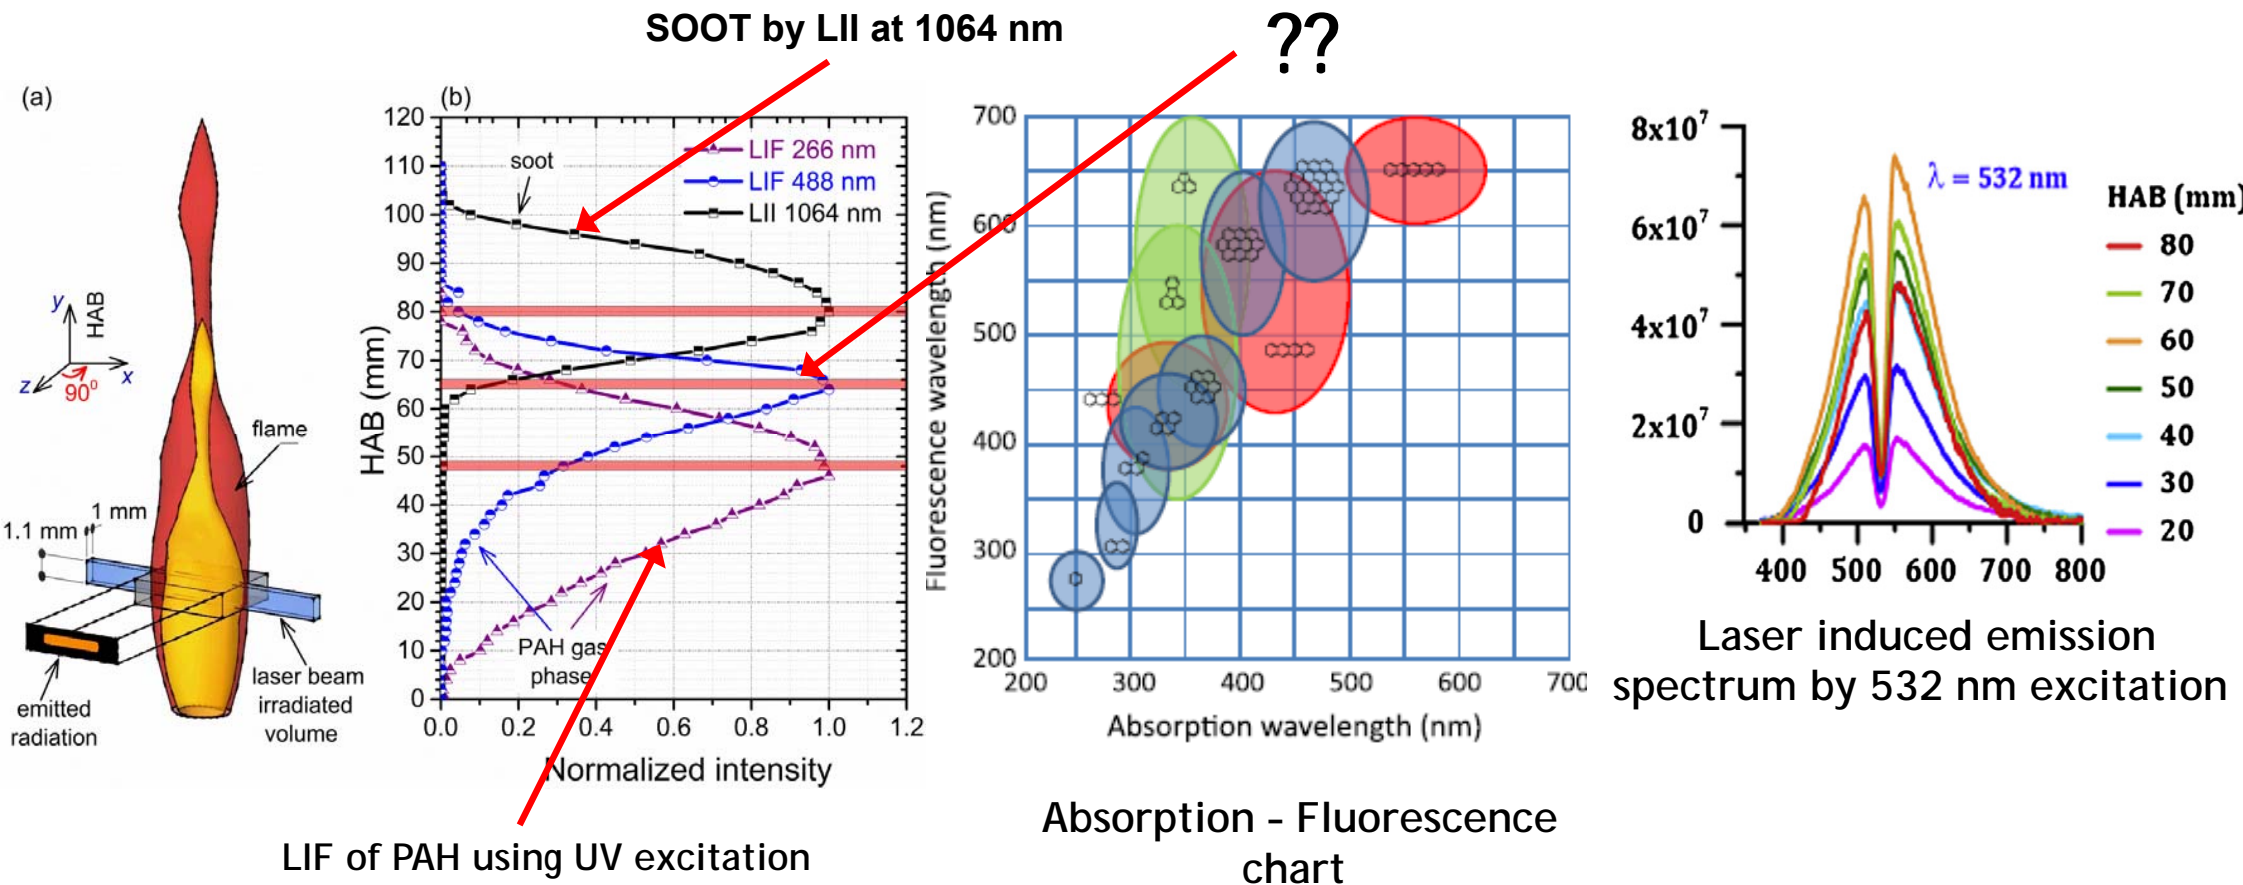 SOOT by LII at 1064 nm
??
(a)
y
HAB
z
x
90⁰
flame
1 mm
1.1 mm
emitted
radiation
laser beam
irradiated
volume
(b)
120
110
100
90
80
70
60
50
40
30
20
10
0
HAB (mm)
LIF 266 nm
LIF 488 nm
LII 1064 nm
soot
PAH gas
phase
0.0 0.2 0.4 0.6 0.8 1.0 1.2
Normalized intensity
LIF of PAH using UV excitation
700
600
500
400
300
200
Fluorescence wavelength (nm)
200 300 400 500 600 700
Absorption wavelength (nm)
Absorption - Fluorescence
chart
8x10⁷
6x10⁷
4x10⁷
2x10⁷
0
λ = 532 nm
400 500 600 700 800
HAB (mm)
80
70
60
50
40
30
20
Laser induced emission
spectrum by 532 nm excitation